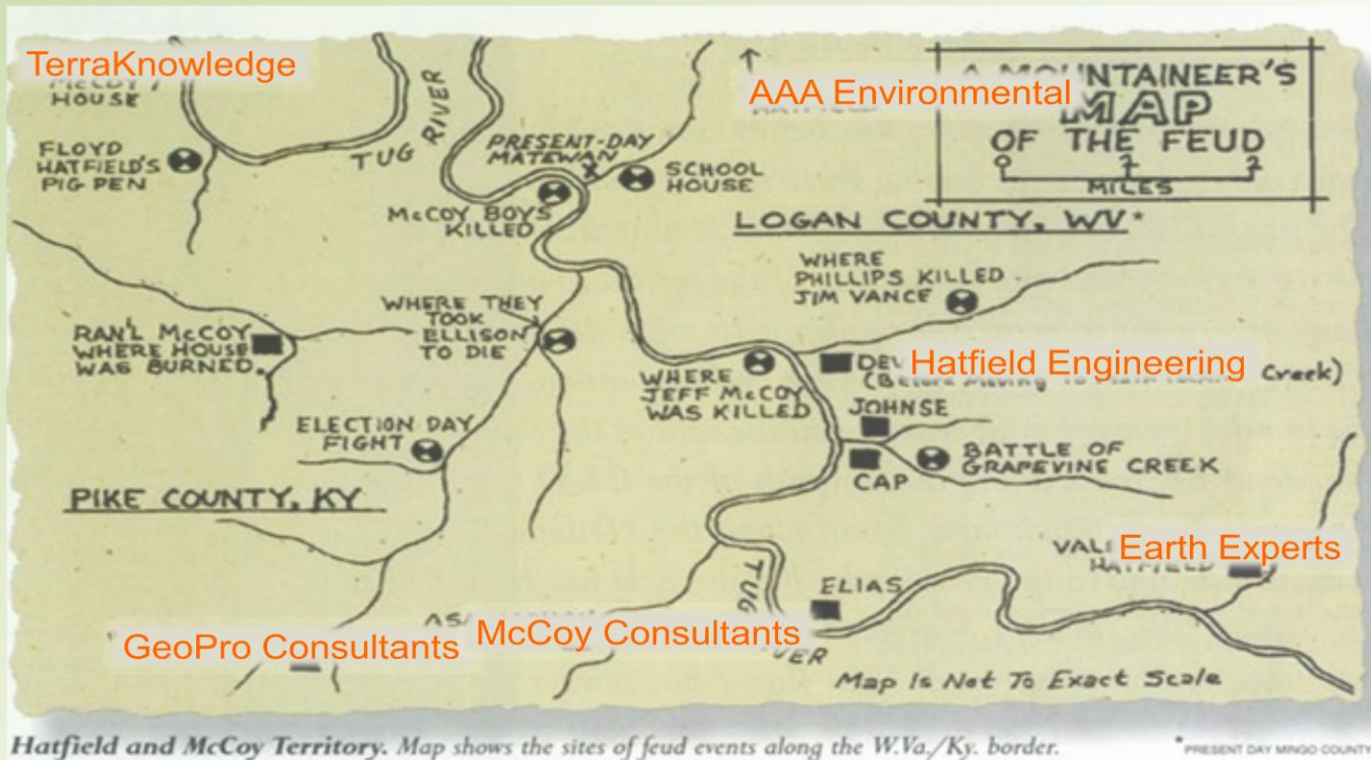 TerraKnowledge
McCOY
HOUSE
FLOYD
HATFIELD'S
PIG PEN
TUG RIVER
PRESENT-DAY
MATEWAN
X
SCHOOL
HOUSE
McCOY BOYS
KILLED
AAA Environmental
A MOUNTAINEER'S
MAP
OF THE FEUD
0 1 2
MILES
LOGAN COUNTY, WV*
WHERE
PHILLIPS KILLED
JIM VANCE
WHERE THEY
TOOK
ELLISON
TO DIE
RAN'L McCOY
WHERE HOUSE
WAS BURNED.
WHERE
JEFF McCOY
WAS KILLED
Hatfield Engineering
Creek)
JOHNSE
ELECTION DAY
FIGHT
BATTLE OF
GRAPEVINE CREEK
CAP
PIKE COUNTY, KY
Earth Experts
HATFIELD
ELIAS
TUG
McCoy Consultants
GeoPro Consultants
Map Is Not To Exact Scale
Hatfield and McCoy Territory. Map shows the sites of feud events along the W.Va./Ky. border.
*PRESENT DAY MINGO COUNTY